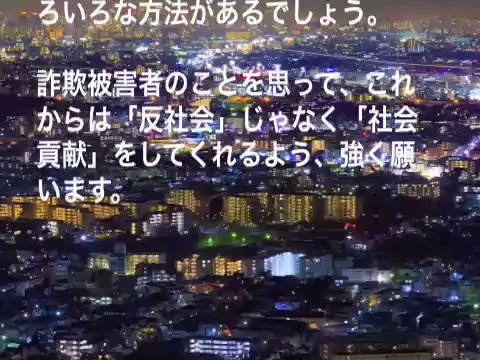 ろいろな方法があるでしょう。
詐欺被害者のことを思って、これ
からは「反社会」じゃなく「社会
貢献」をしてくれるよう、強く願
います。